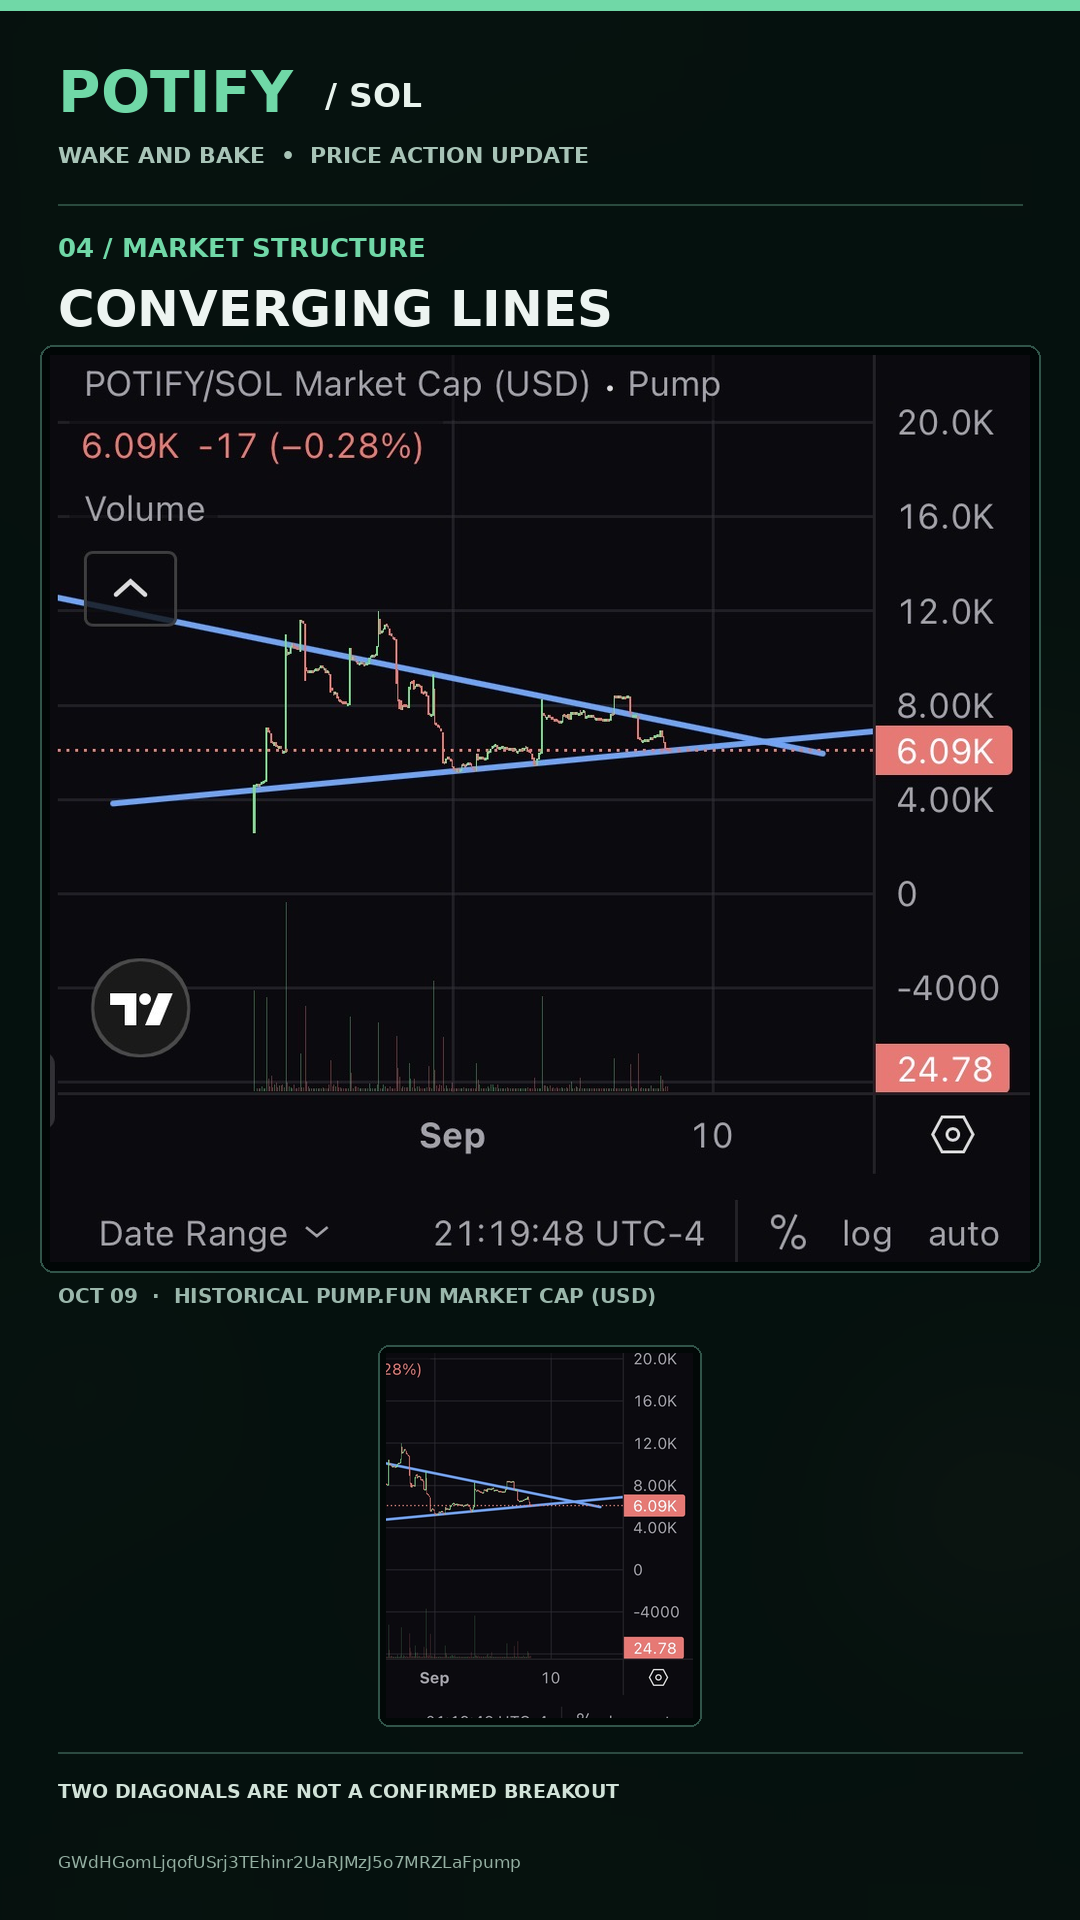 POTIFY / SOL
WAKE AND BAKE • PRICE ACTION UPDATE
04 / MARKET STRUCTURE
CONVERGING LINES
POTIFY/SOL Market Cap (USD) · Pump
6.09K -17 (−0.28%)
Volume
20.0K
16.0K
12.0K
8.00K
6.09K
4.00K
0
-4000
24.78
Sep 10
Date Range 21:19:48 UTC-4 % log auto
OCT 09 · HISTORICAL PUMP.FUN MARKET CAP (USD)
28%)
20.0K
16.0K
12.0K
8.00K
6.09K
4.00K
0
-4000
24.78
Sep 10
TWO DIAGONALS ARE NOT A CONFIRMED BREAKOUT
GWdHGomLjqofUSrj3TEhinr2UaRJMzJ5o7MRZLaFpump